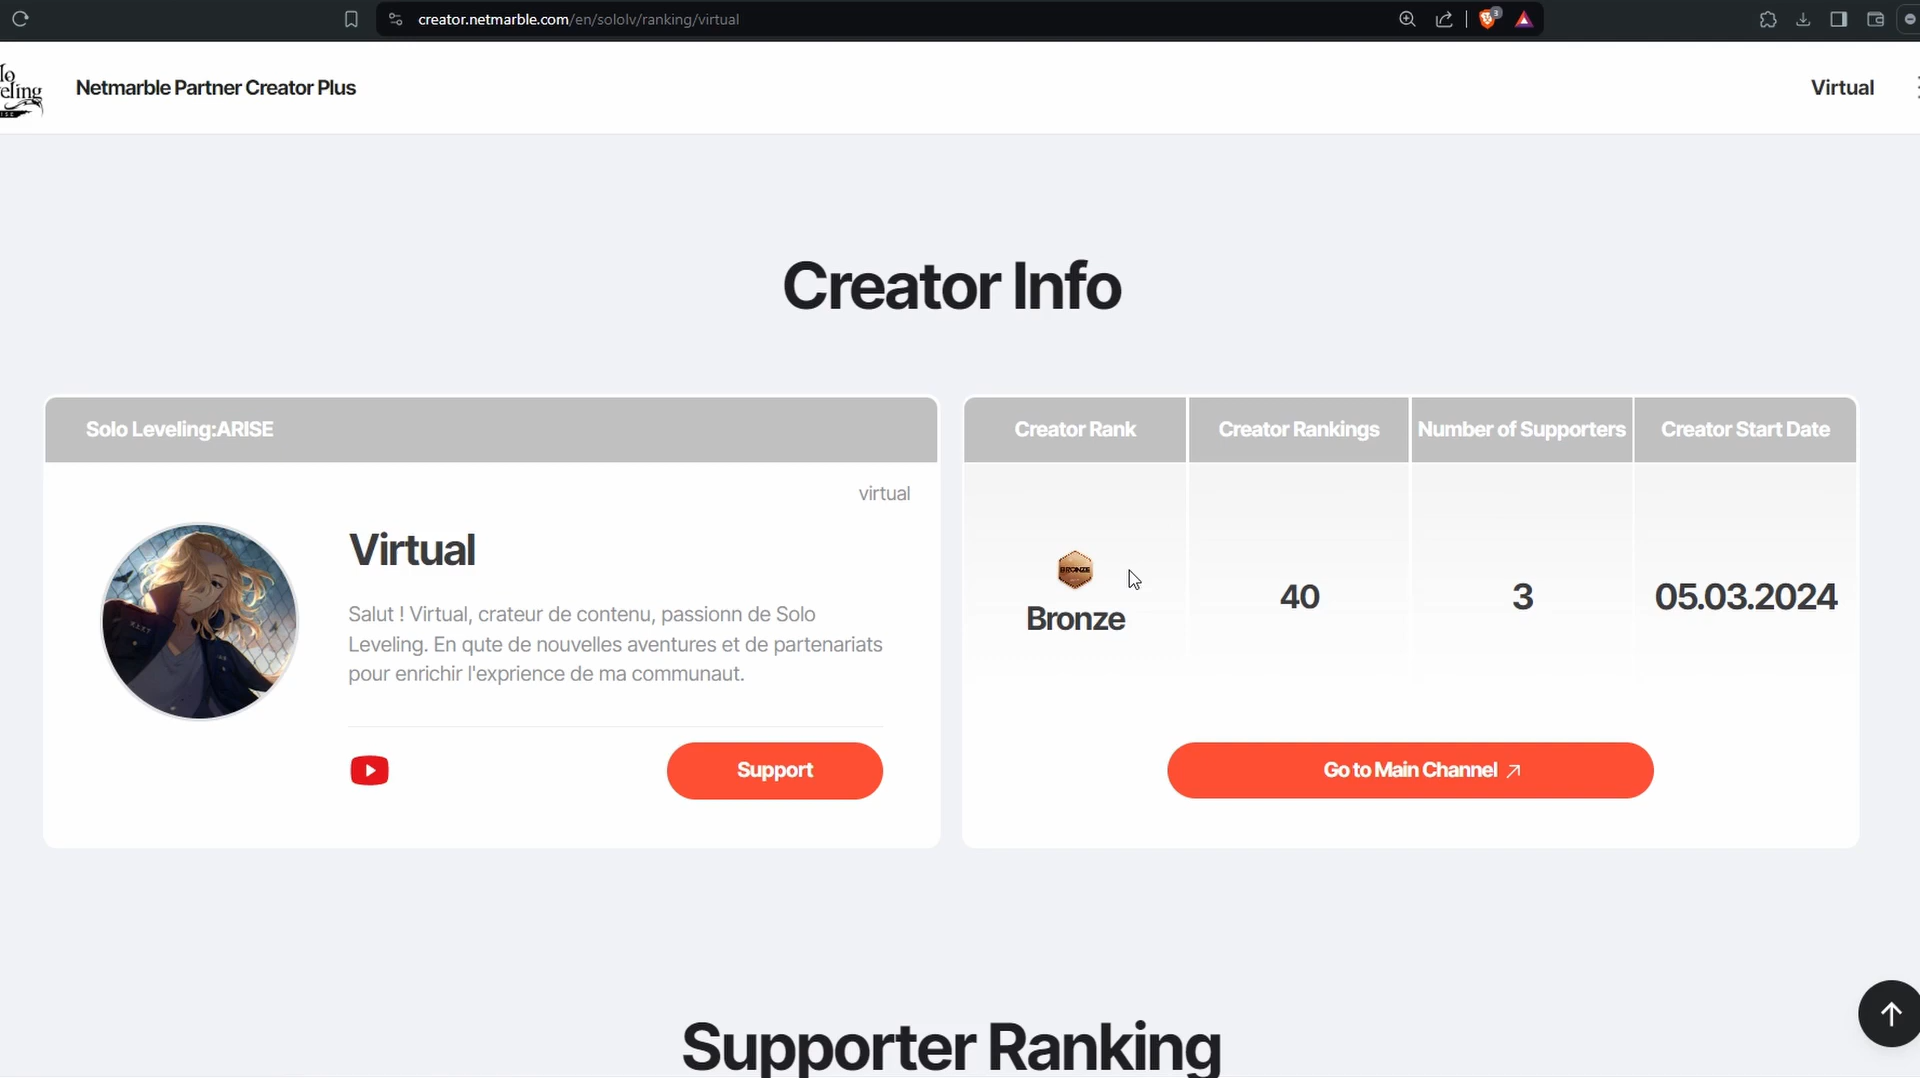 creator.netmarble.com/en/sololv/ranking/virtual
3
Netmarble Partner Creator Plus
Virtual
Creator Info
Solo Leveling:ARISE
virtual
Virtual
Salut ! Virtual, crateur de contenu, passionn de Solo
Leveling. En qute de nouvelles aventures et de partenariats
pour enrichir l'exprience de ma communaut.
Support
Creator Rank
Creator Rankings
Number of Supporters
Creator Start Date
BRONZE
Bronze
40
3
05.03.2024
Go to Main Channel
Supporter Ranking